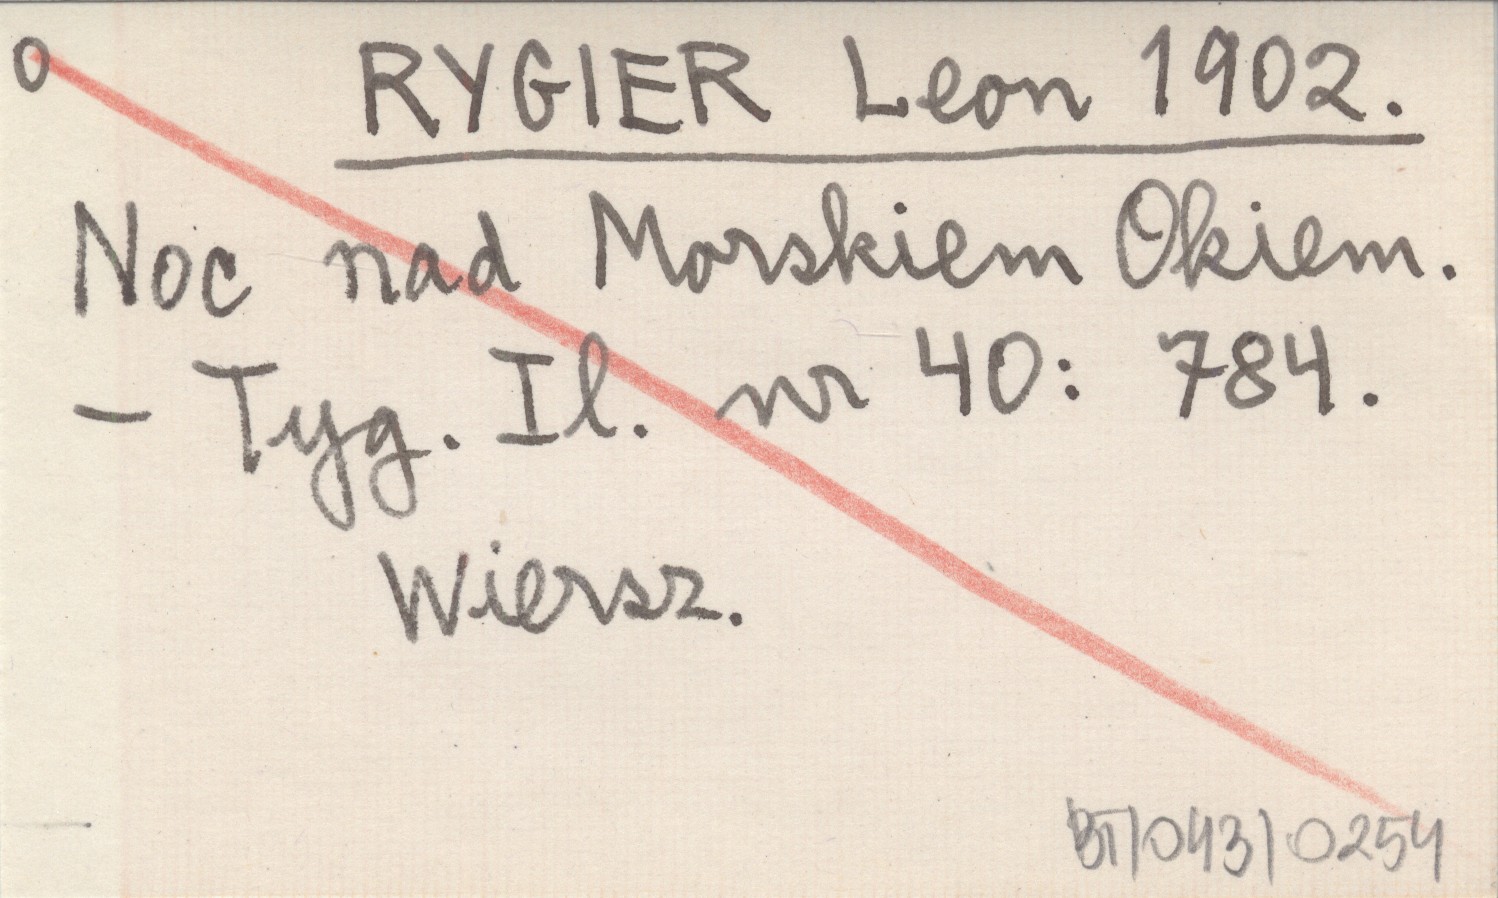 0
RYGIER Leon 1902.
Noc nad Morskiem Okiem.
– Tyg. Il. nr 40: 784.
Wiersz.
BT/043/0254